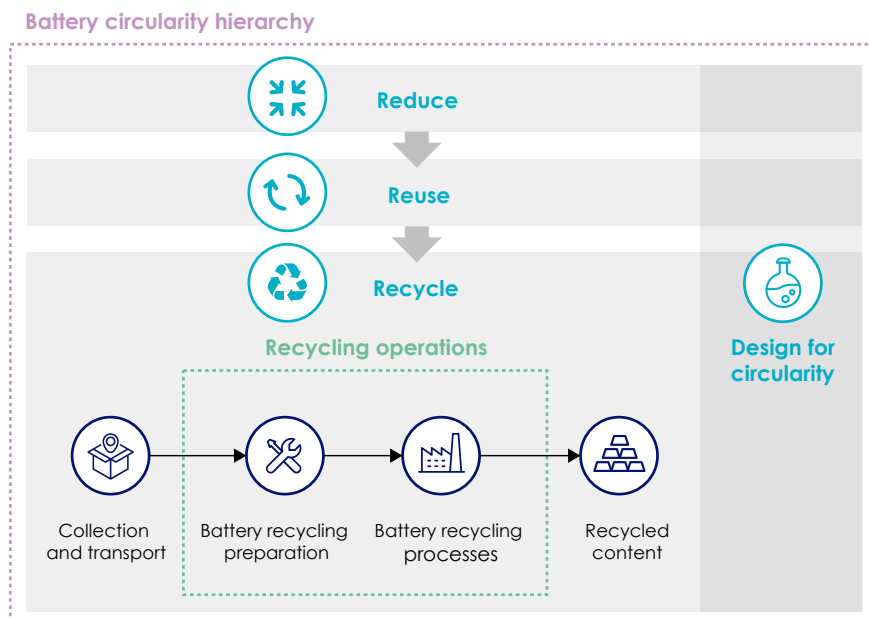 Battery circularity hierarchy
Reduce
Reuse
Recycle
Design for
circularity
Recycling operations
Collection
and transport
Battery recycling
preparation
Battery recycling
processes
Recycled
content